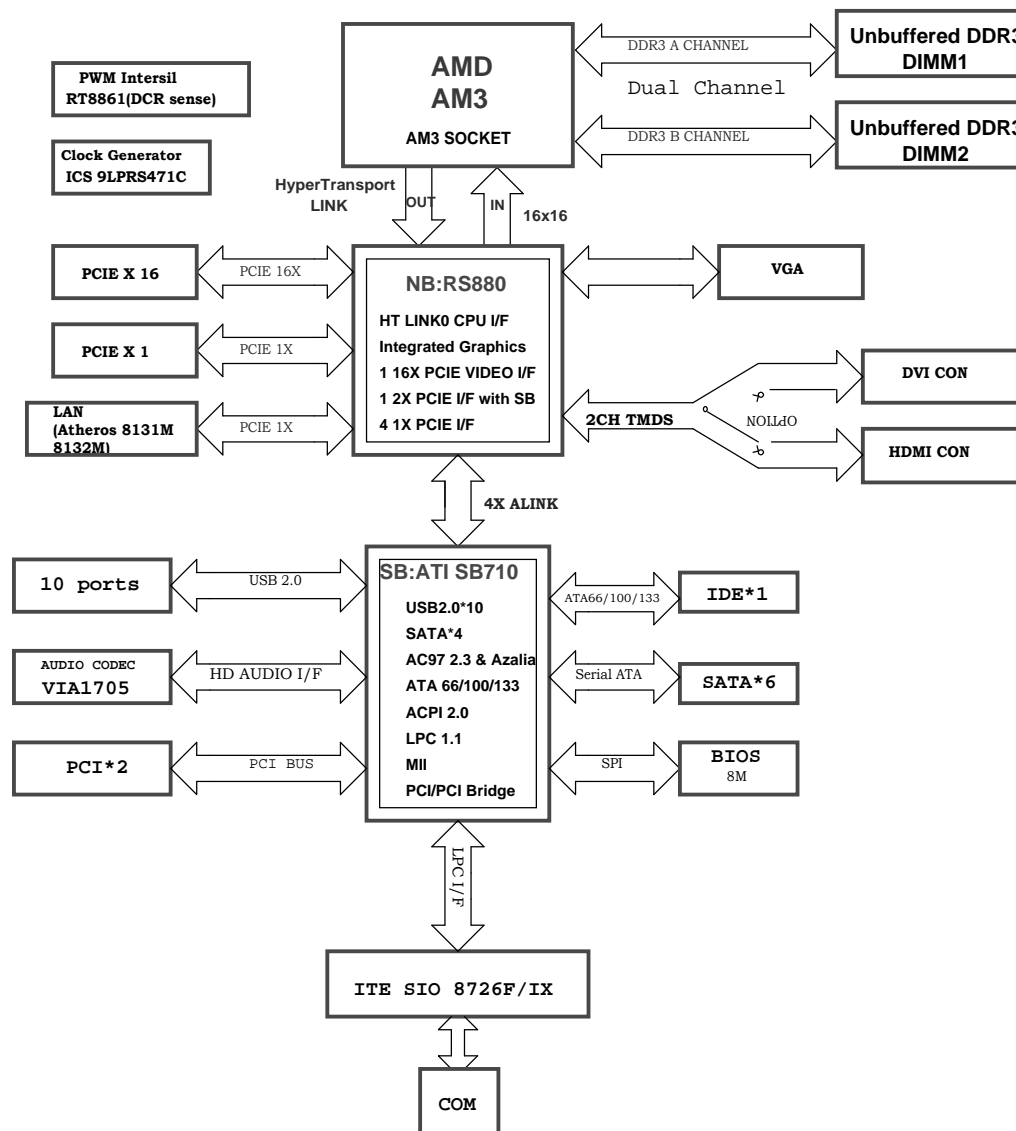 AMD
AM3
AM3 SOCKET
DDR3 A CHANNEL
Dual Channel
DDR3 B CHANNEL
Unbuffered DDR3
DIMM1
Unbuffered DDR3
DIMM2
PWM Intersil
RT8861(DCR sense)
Clock Generator
ICS 9LPRS471C
HyperTransport
LINK
OUT
IN
16x16
PCIE X 16
PCIE 16X
PCIE X 1
PCIE 1X
LAN
(Atheros 8131M
8132M)
PCIE 1X
NB:RS880
HT LINK0 CPU I/F
Integrated Graphics
1 16X PCIE VIDEO I/F
1 2X PCIE I/F with SB
4 1X PCIE I/F
VGA
2CH TMDS
OPTION
DVI CON
HDMI CON
4X ALINK
10 ports
USB 2.0
AUDIO CODEC
VIA1705
HD AUDIO I/F
PCI*2
PCI BUS
SB:ATI SB710
USB2.0*10
SATA*4
AC97 2.3 & Azalia
ATA 66/100/133
ACPI 2.0
LPC 1.1
MII
PCI/PCI Bridge
ATA66/100/133
IDE*1
Serial ATA
SATA*6
SPI
BIOS
8M
LPC I/F
ITE SIO 8726F/IX
COM